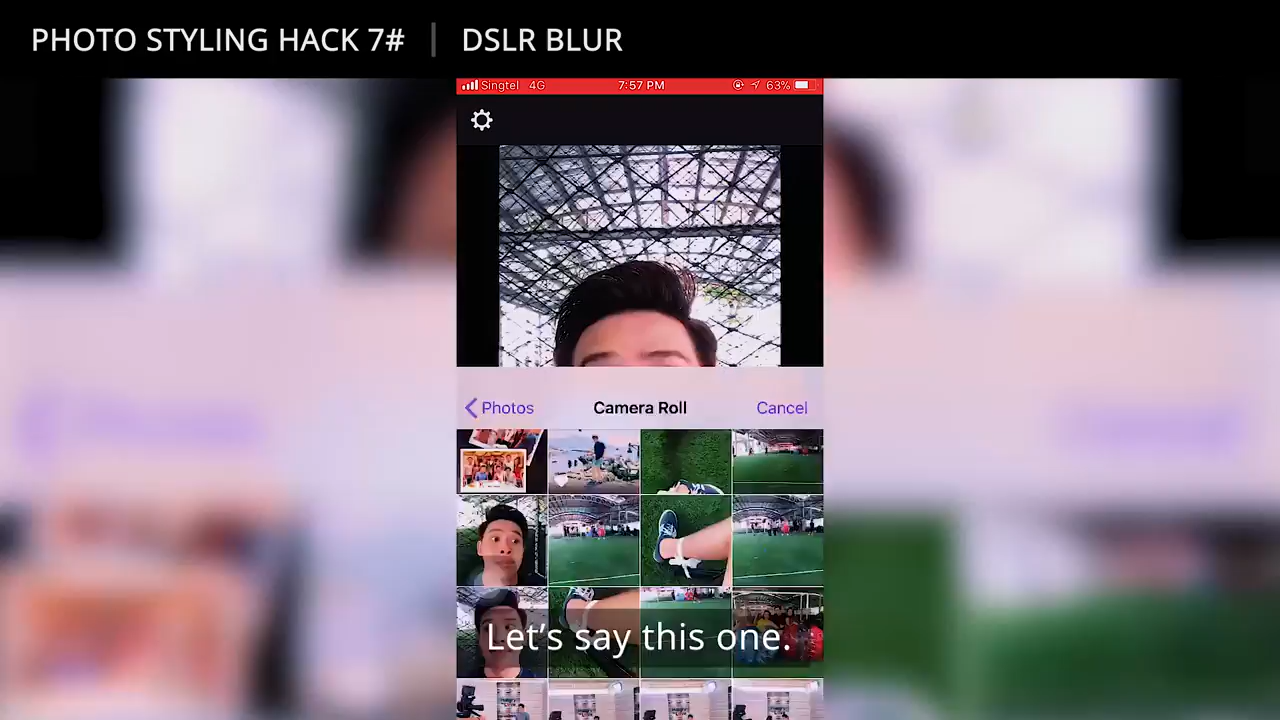 PHOTO STYLING HACK 7# | DSLR BLUR
Singtel 4G 7:57 PM 63%
Photos Camera Roll Cancel
Let's say this one.